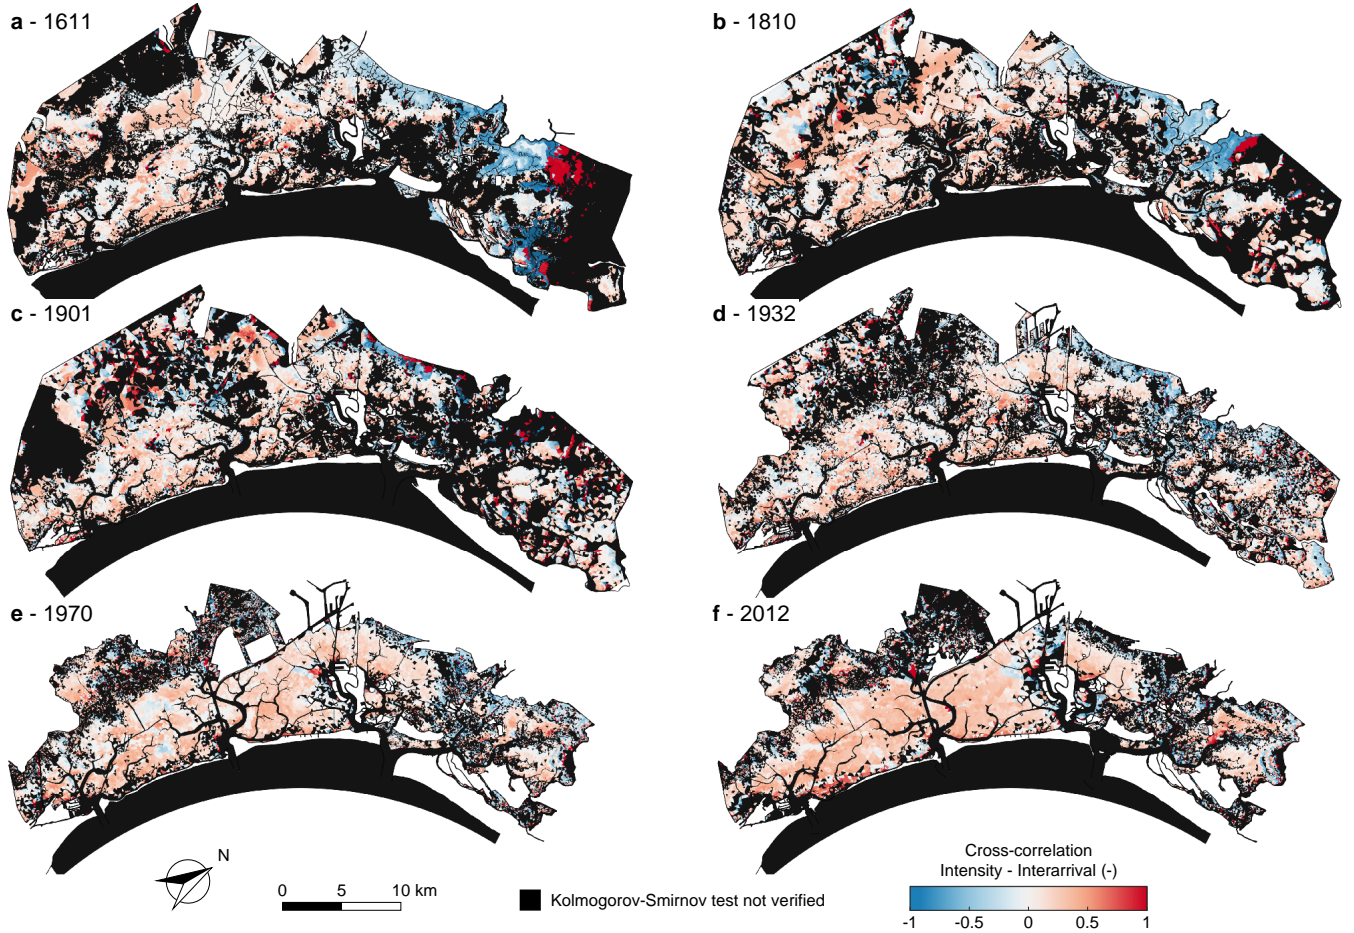 a - 1611
b - 1810
c - 1901
d - 1932
e - 1970
f - 2012
N
0 5 10 km
Kolmogorov-Smirnov test not verified
Cross-correlation
Intensity - Interarrival (-)
-1 -0.5 0 0.5 1